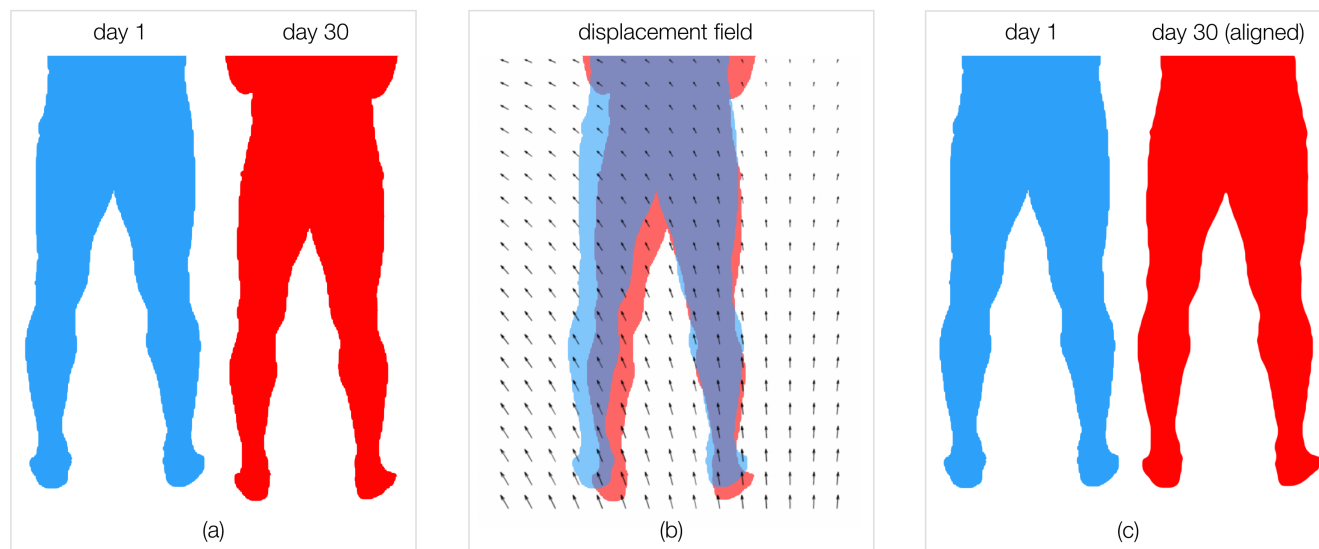 day 1
day 30
(a)
displacement field
(b)
day 1
day 30 (aligned)
(c)